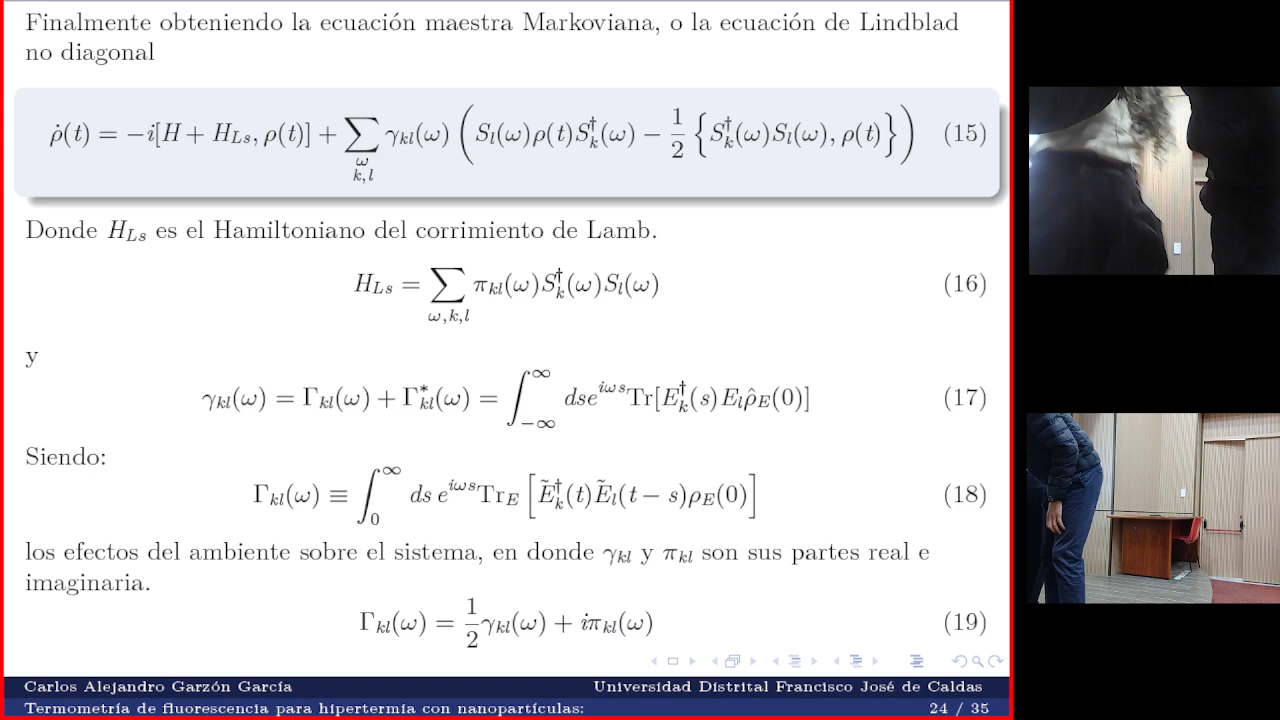 Finalmente obteniendo la ecuación maestra Markoviana, o la ecuación de Lindblad
no diagonal
ρ̇(t) = −i[H + H_{Ls}, ρ(t)] + ∑_{ω k,l} γ_{kl}(ω) ( S_l(ω)ρ(t)S_k^†(ω) − 1/2 { S_k^†(ω)S_l(ω), ρ(t) } ) (15)
Donde H_{Ls} es el Hamiltoniano del corrimiento de Lamb.
H_{Ls} = ∑_{ω,k,l} π_{kl}(ω)S_k^†(ω)S_l(ω) (16)
y
γ_{kl}(ω) = Γ_{kl}(ω) + Γ_{kl}^*(ω) = ∫_{−∞}^{∞} dse^{iωs}Tr[E_k^†(s)E_lρ̂_E(0)] (17)
Siendo:
Γ_{kl}(ω) ≡ ∫_0^∞ ds e^{iωs}Tr_E [ Ẽ_k^†(t)Ẽ_l(t − s)ρ_E(0) ] (18)
los efectos del ambiente sobre el sistema, en donde γ_{kl} y π_{kl} son sus partes real e
imaginaria.
Γ_{kl}(ω) = 1/2 γ_{kl}(ω) + iπ_{kl}(ω) (19)
Carlos Alejandro Garzón García Universidad Distrital Francisco José de Caldas
Termometría de fluorescencia para hipertermia con nanopartículas: 24 / 35